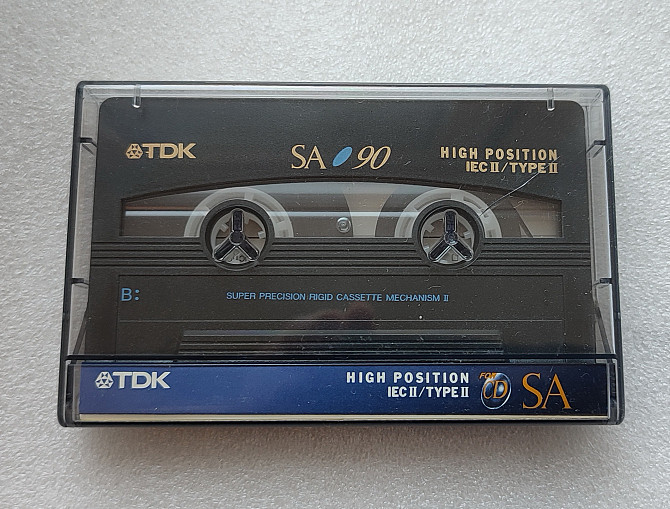 TDK
SA 90
HIGH POSITION
IEC II/TYPE II
B:
SUPER PRECISION RIGID CASSETTE MECHANISM II
TDK
HIGH POSITION
IEC II/TYPE II
FOR
CD
SA